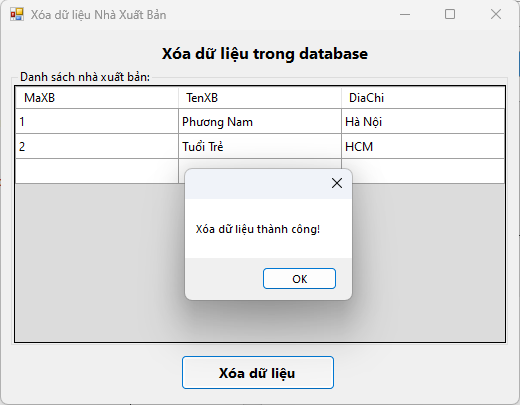 Xóa dữ liệu Nhà Xuất Bản
Xóa dữ liệu trong database
Danh sách nhà xuất bản:
MaXB TenXB DiaChi
1 Phương Nam Hà Nội
2 Tuổi Trẻ HCM
Xóa dữ liệu thành công!
OK
Xóa dữ liệu